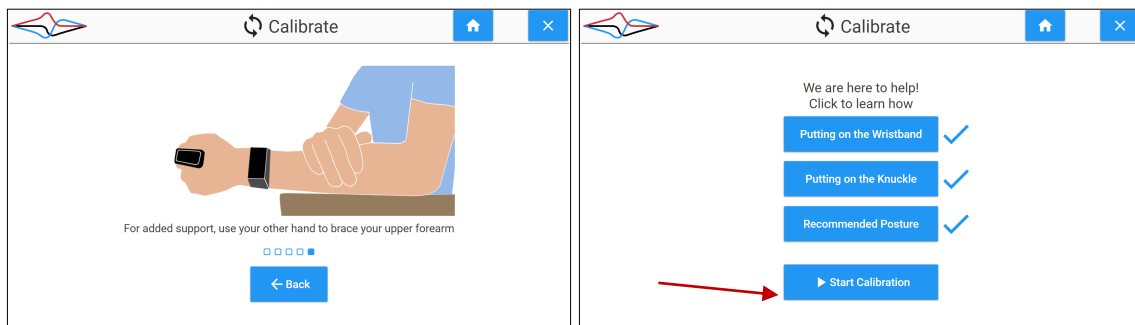 Calibrate
For added support, use your other hand to brace your upper forearm
Back
Calibrate
We are here to help!
Click to learn how
Putting on the Wristband
Putting on the Knuckle
Recommended Posture
Start Calibration